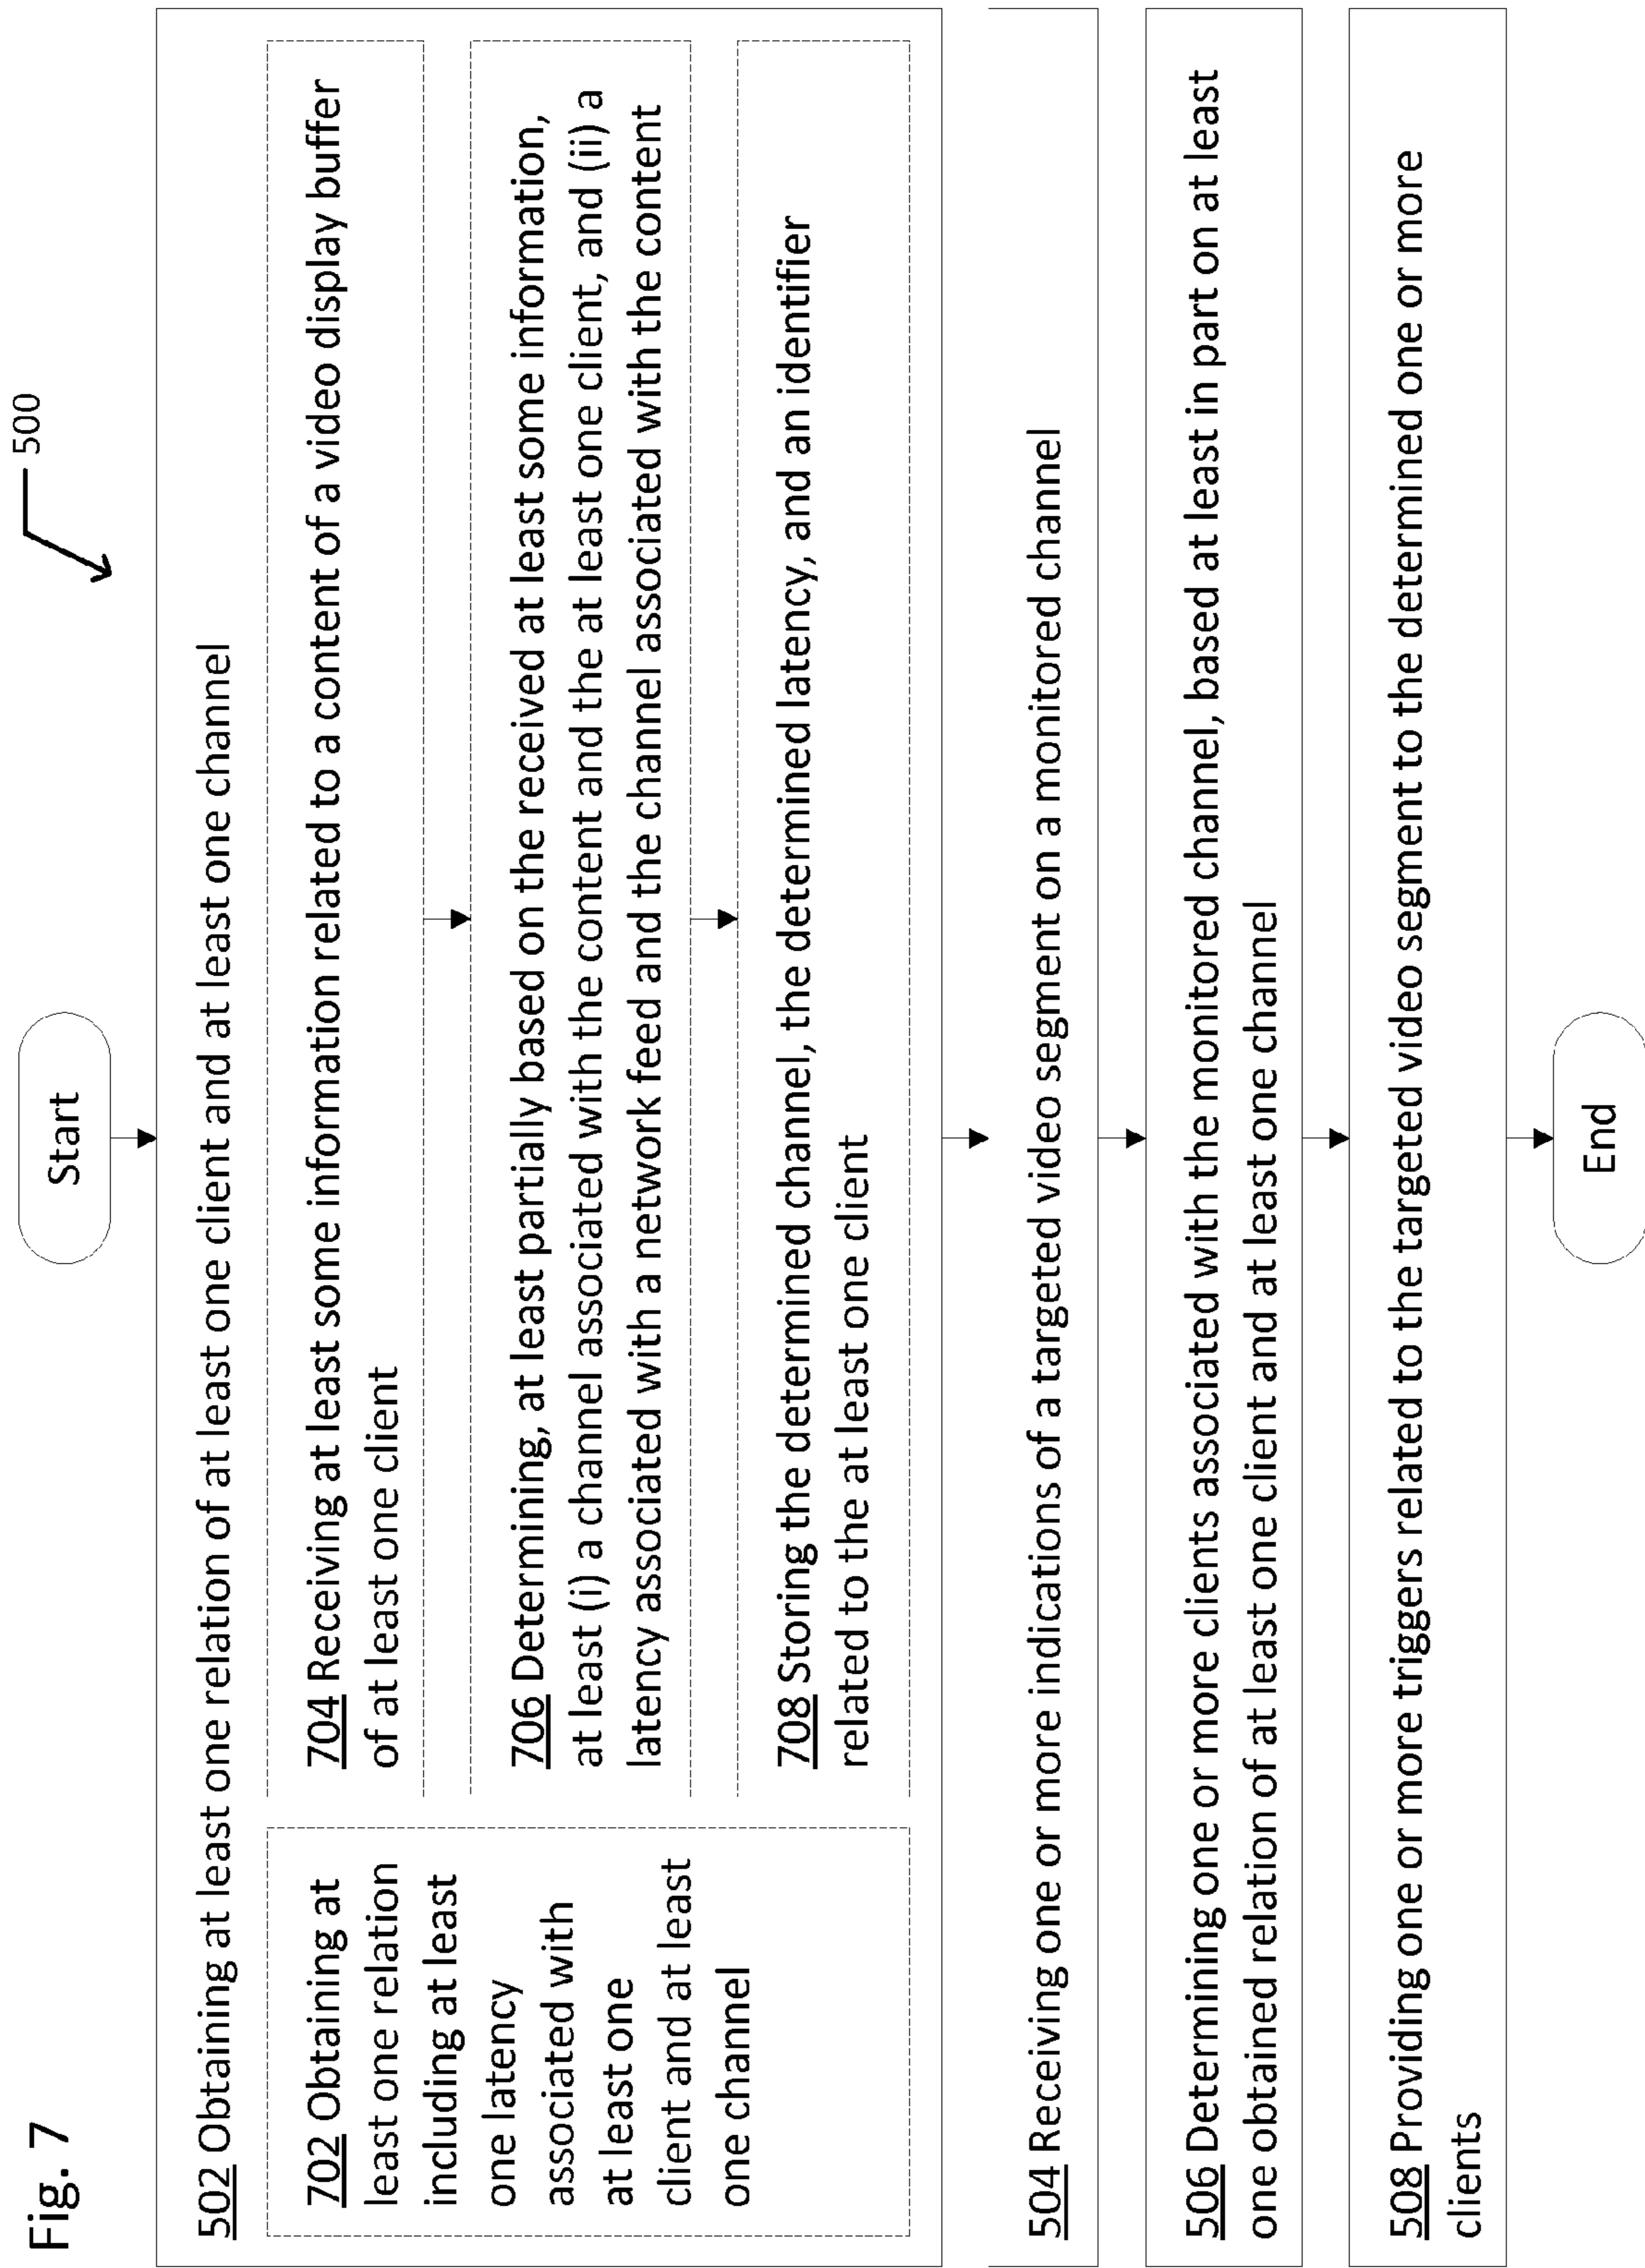 Fig. 7
500
Start
502 Obtaining at least one relation of at least one client and at least one channel
702 Obtaining at
least one relation
including at least
one latency
associated with
at least one
client and at least
one channel
704 Receiving at least some information related to a content of a video display buffer
of at least one client
706 Determining, at least partially based on the received at least some information,
at least (i) a channel associated with the content and the at least one client, and (ii) a
latency associated with a network feed and the channel associated with the content
708 Storing the determined channel, the determined latency, and an identifier
related to the at least one client
504 Receiving one or more indications of a targeted video segment on a monitored channel
506 Determining one or more clients associated with the monitored channel, based at least in part on at least
one obtained relation of at least one client and at least one channel
508 Providing one or more triggers related to the targeted video segment to the determined one or more
clients
End